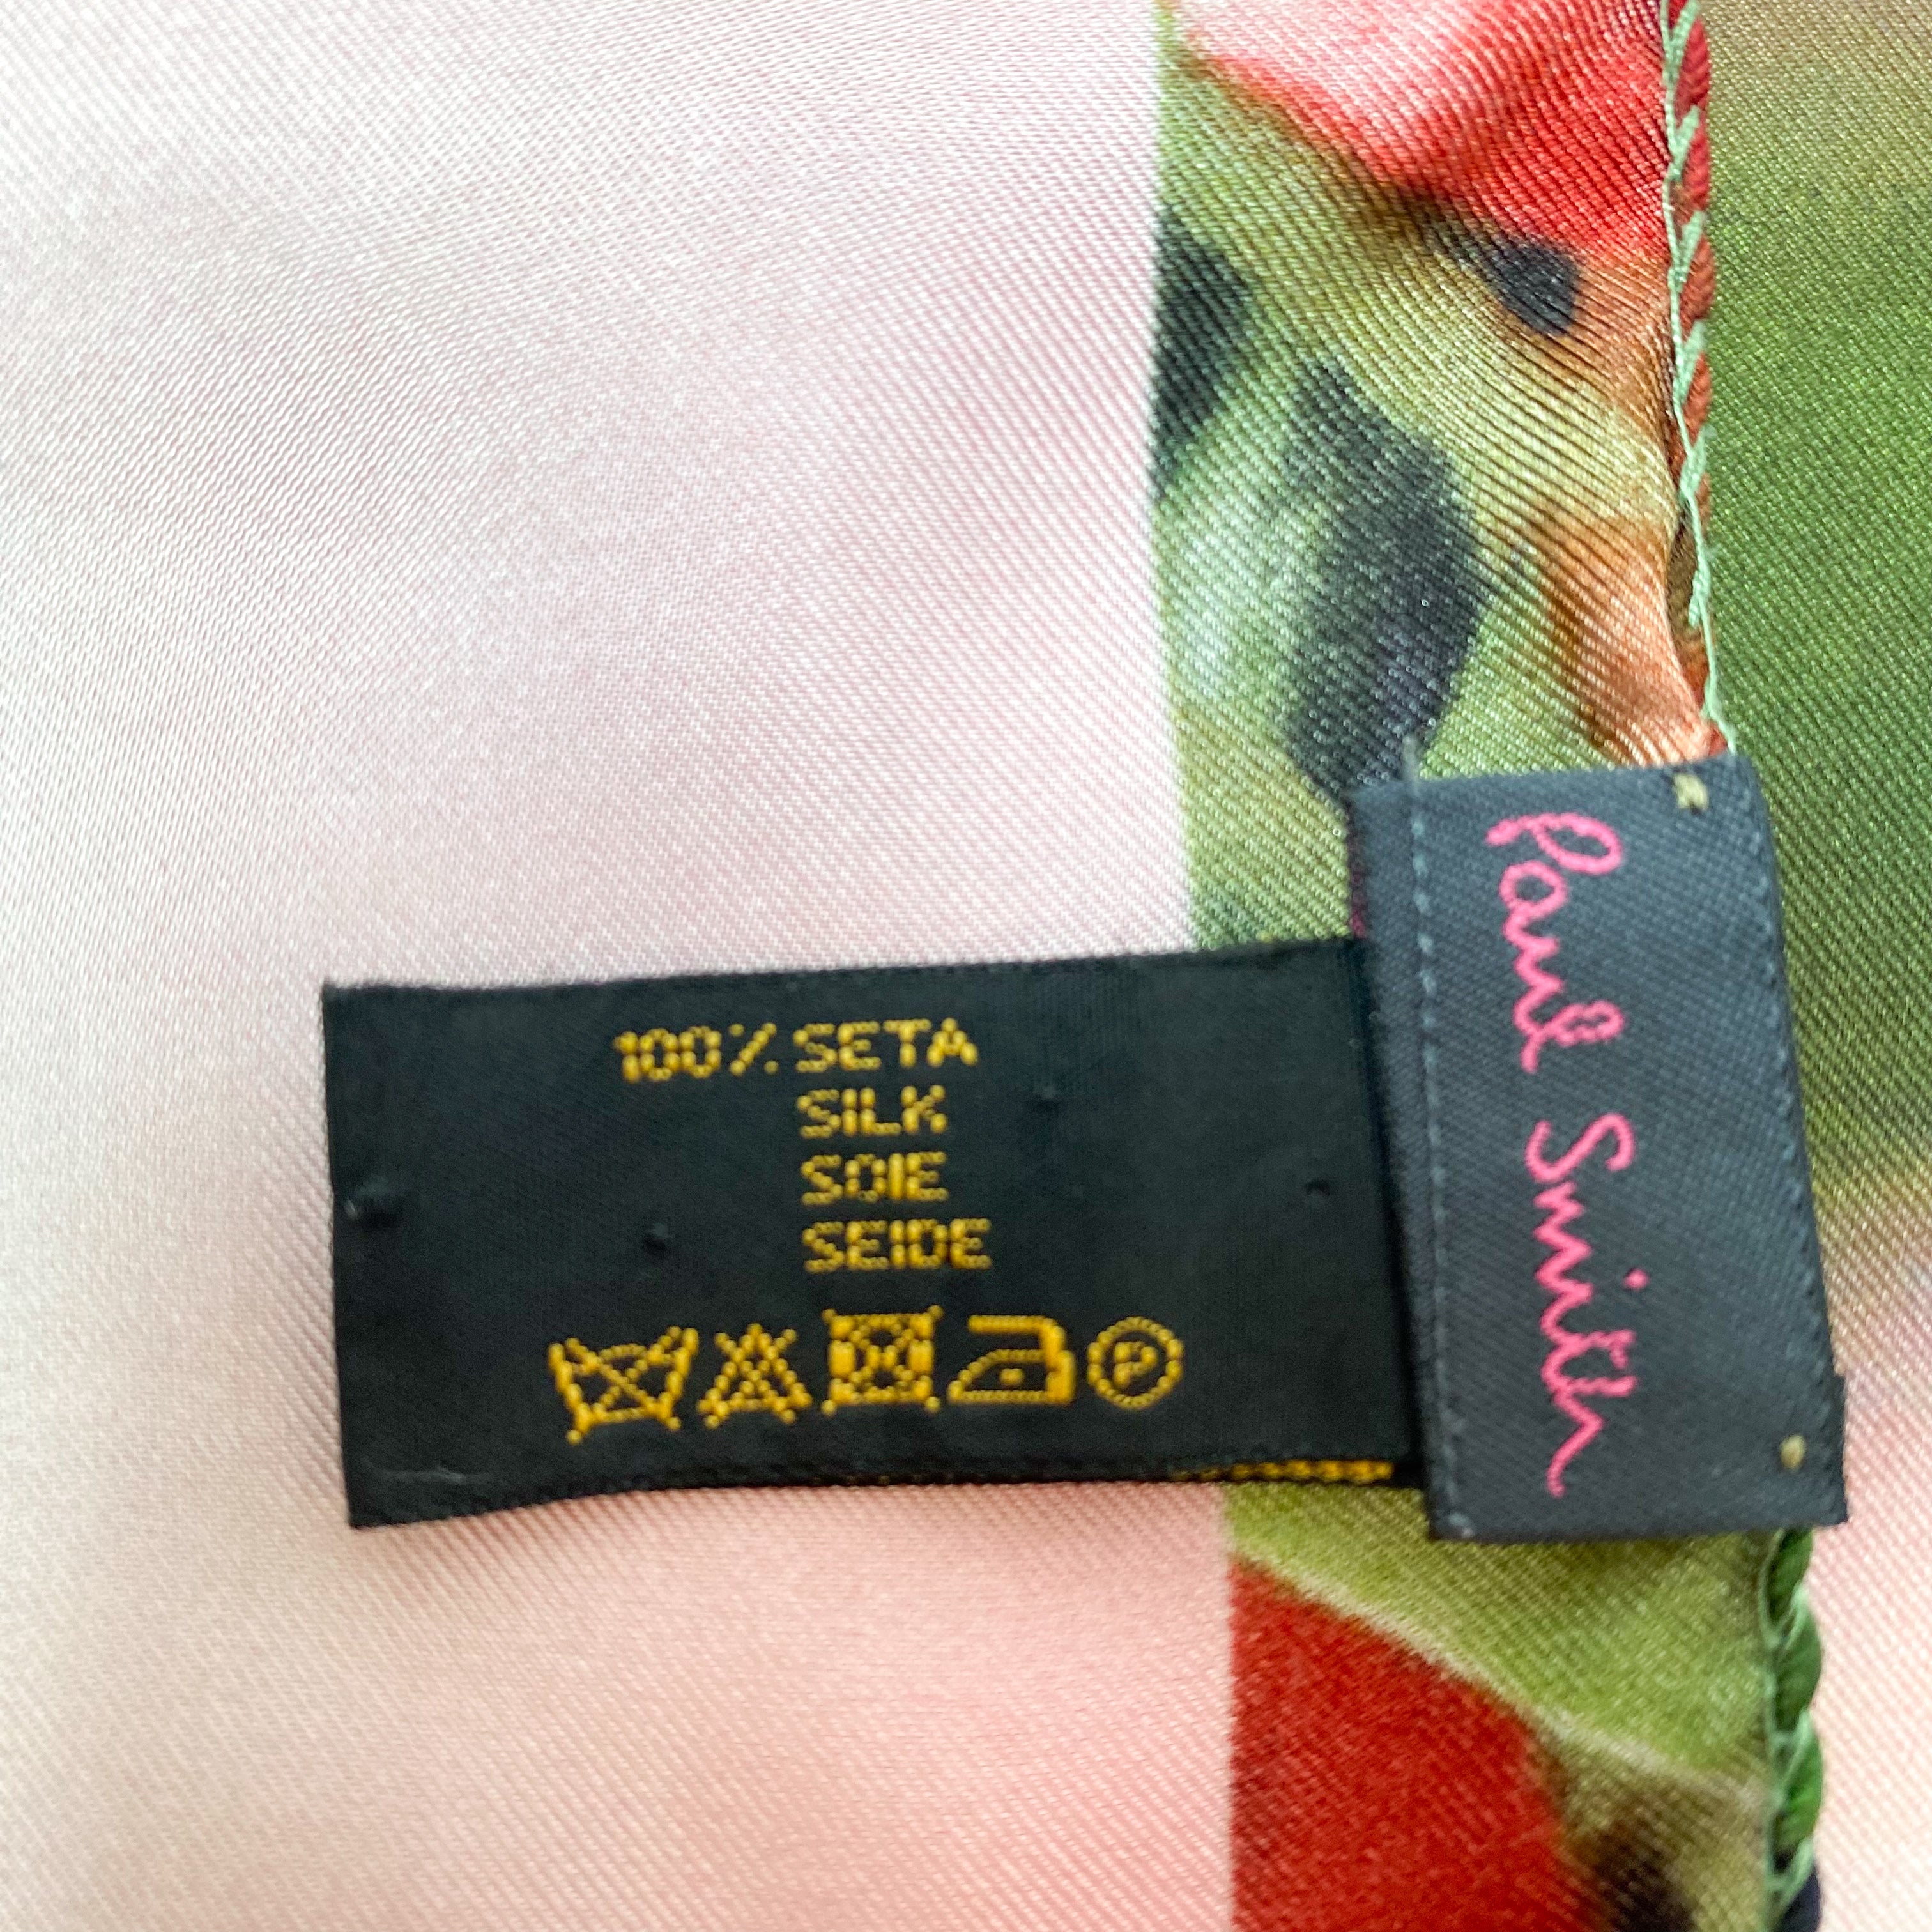 100% SETA
SILK
SOIE
SEIDE
P
Paul Smith